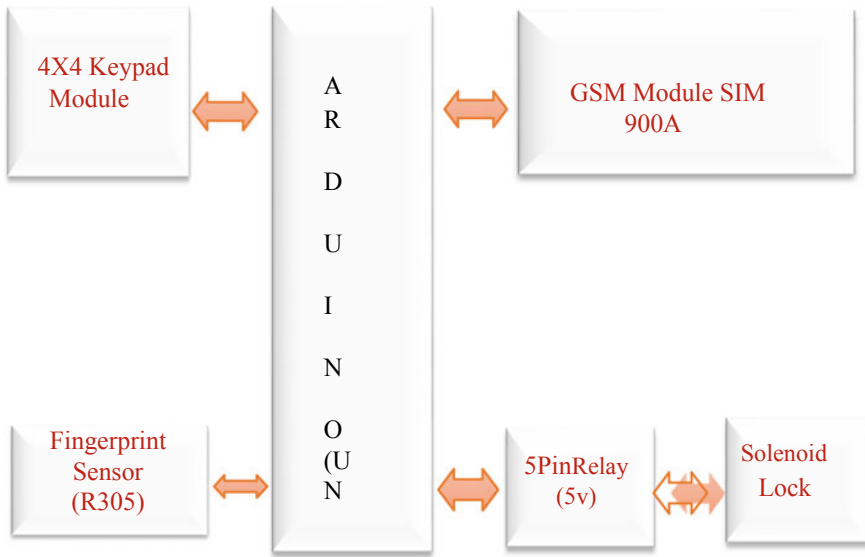 4X4 Keypad
Module
A
R
D
U
I
N
O
(U
N
GSM Module SIM
900A
Fingerprint
Sensor
(R305)
5PinRelay
(5v)
Solenoid
Lock